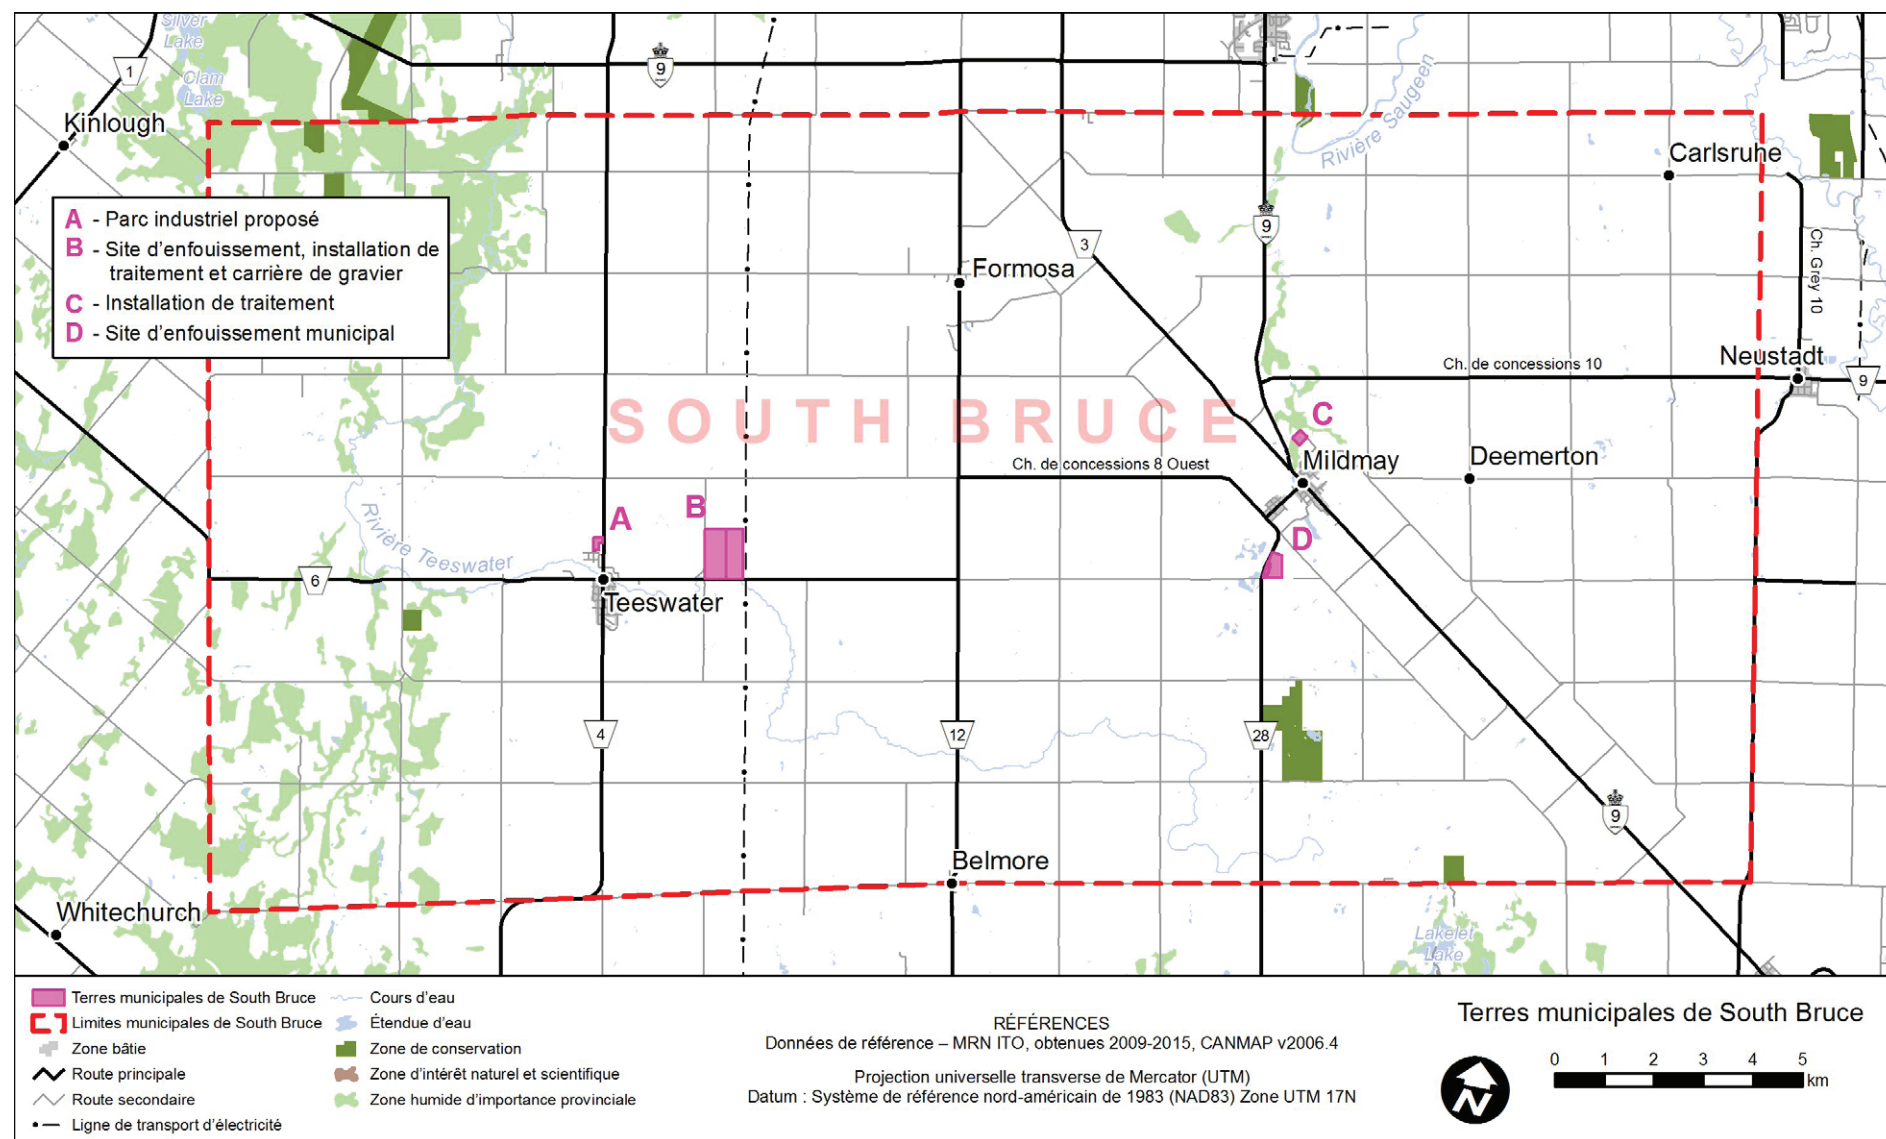 Silver
Lake
Clam
Lake
1
9
Kinlough
Rivière Saugeen
Carlsruhe
A - Parc industriel proposé
B - Site d'enfouissement, installation de
traitement et carrière de gravier
C - Installation de traitement
D - Site d'enfouissement municipal
9
3
Formosa
Ch. Grey 10
Neustadt
Ch. de concessions 10
9
SOUTH BRUCE
C
Ch. de concessions 8 Ouest
Mildmay
Deemerton
A
B
D
Rivière Teeswater
6
Teeswater
4
12
28
9
Belmore
Whitechurch
Lakelet
Lake
Terres municipales de South Bruce
Limites municipales de South Bruce
Zone bâtie
Route principale
Route secondaire
Ligne de transport d'électricité
Cours d'eau
Étendue d'eau
Zone de conservation
Zone d'intérêt naturel et scientifique
Zone humide d'importance provinciale
RÉFÉRENCES
Données de référence – MRN ITO, obtenues 2009-2015, CANMAP v2006.4
Projection universelle transverse de Mercator (UTM)
Datum : Système de référence nord-américain de 1983 (NAD83) Zone UTM 17N
Terres municipales de South Bruce
N
0 1 2 3 4 5
km